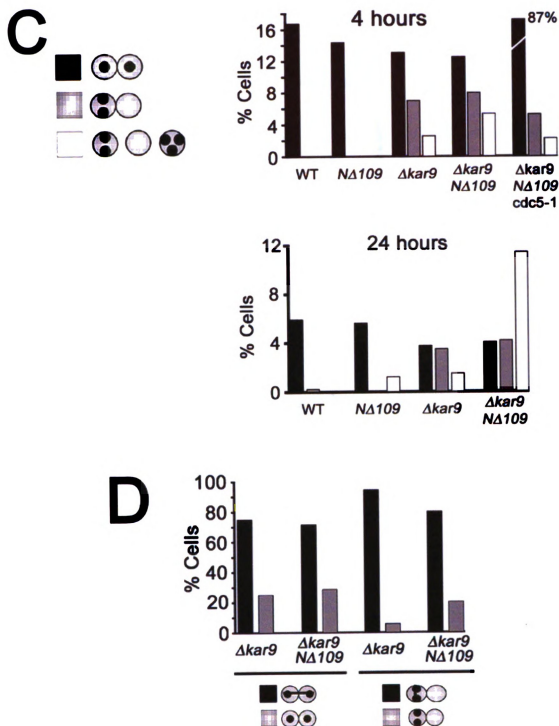 C
4 hours
87%
16
12
8
4
0
% Cells
WT NΔ109 Δkar9 Δkar9 Δkar9
NΔ109 NΔ109
cdc5-1
24 hours
12
8
4
0
% Cells
WT NΔ109 Δkar9 Δkar9
NΔ109
D
100
80
60
40
20
0
% Cells
Δkar9 Δkar9 Δkar9 Δkar9
NΔ109 NΔ109